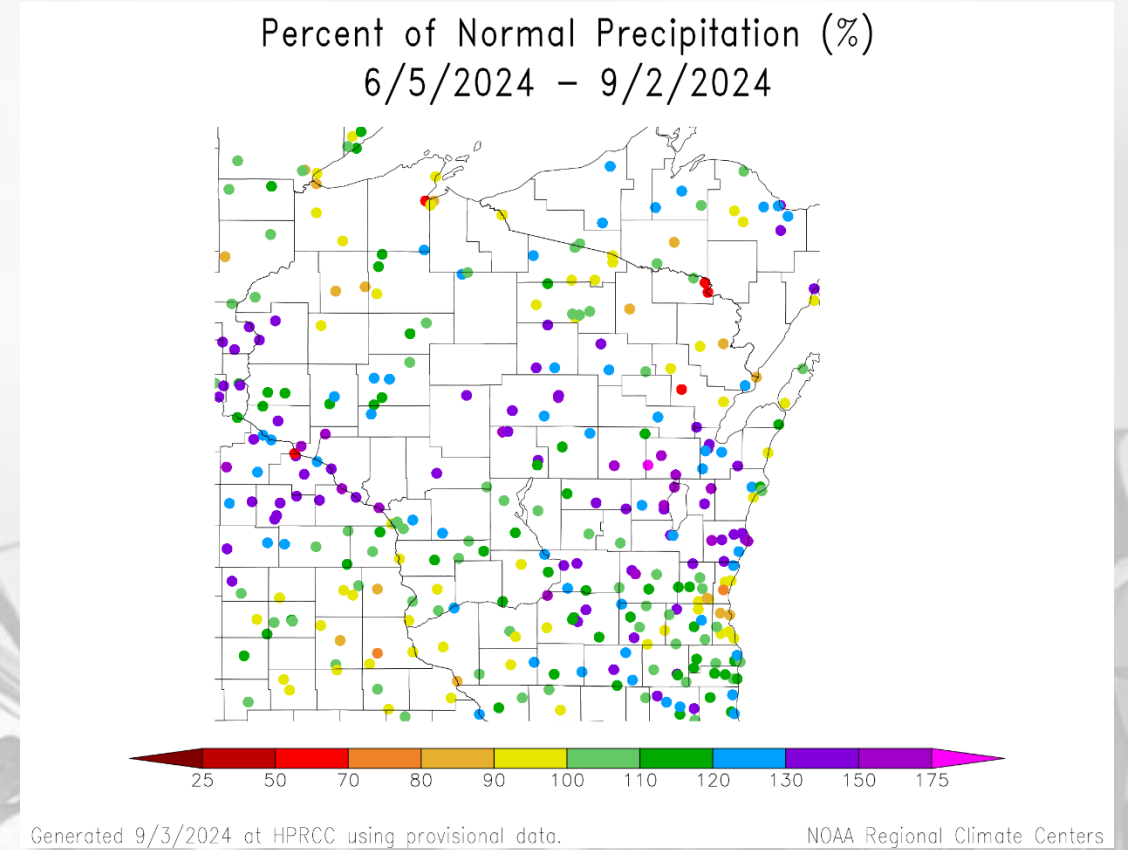 Percent of Normal Precipitation (%)
6/5/2024 – 9/2/2024
25 50 70 80 90 100 110 120 130 150 175
Generated 9/3/2024 at HPRCC using provisional data.
NOAA Regional Climate Centers